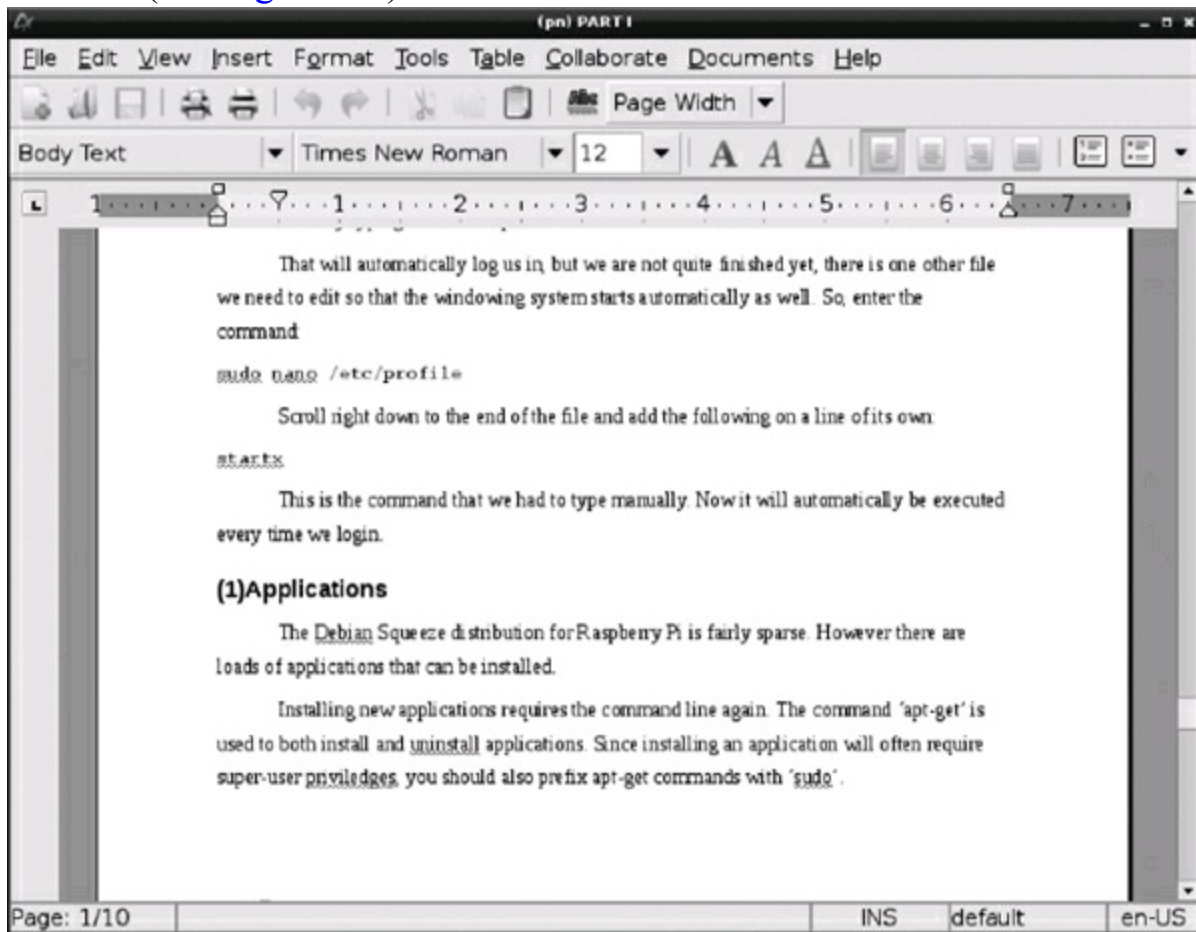 (pn) PART I
File Edit View Insert Format Tools Table Collaborate Documents Help
Abc Page Width
Body Text Times New Roman 12 A A A
1 1 2 3 4 5 6 7
That will automatically log us in, but we are not quite finished yet, there is one other file
we need to edit so that the windowing system starts automatically as well. So, enter the
command:
sudo nano /etc/profile
Scroll right down to the end of the file and add the following on a line of its own:
startx
This is the command that we had to type manually. Now it will automatically be executed
every time we login.
(1)Applications
The Debian Squeeze distribution for Raspberry Pi is fairly sparse. However there are
loads of applications that can be installed.
Installing new applications requires the command line again. The command 'apt-get' is
used to both install and uninstall applications. Since installing an application will often require
super-user priviledges, you should also prefix apt-get commands with 'sudo'.
Page: 1/10 INS default en-US